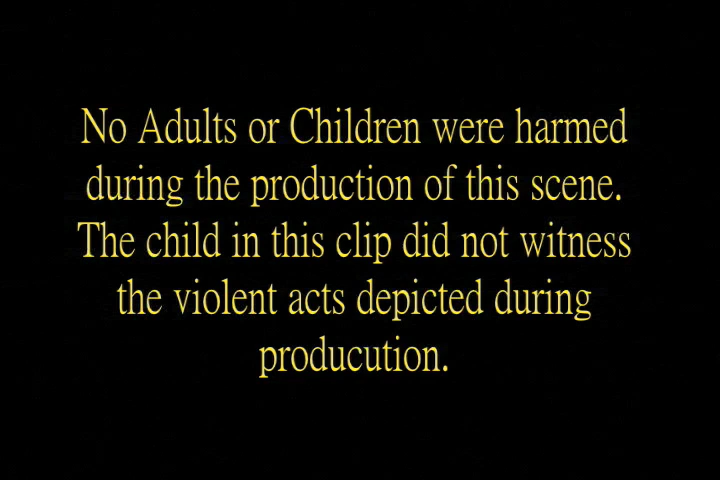 No Adults or Children were harmed
during the production of this scene.
The child in this clip did not witness
the violent acts depicted during
producution.